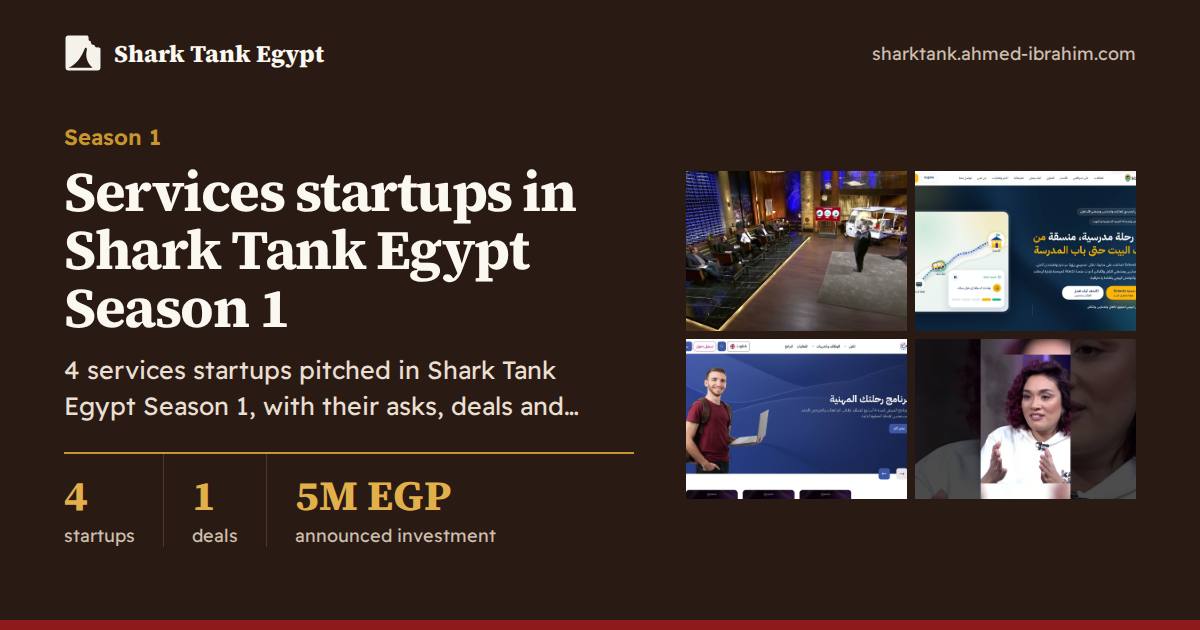 Shark Tank Egypt
sharktank.ahmed-ibrahim.com
Season 1
Services startups in
Shark Tank Egypt
Season 1
4 services startups pitched in Shark Tank
Egypt Season 1, with their asks, deals and…
4
startups
1
deals
5M EGP
announced investment
رحلة مدرسية، منسقة من
البيت حتى باب المدرسة
برنامج رحلتك المهنية
English